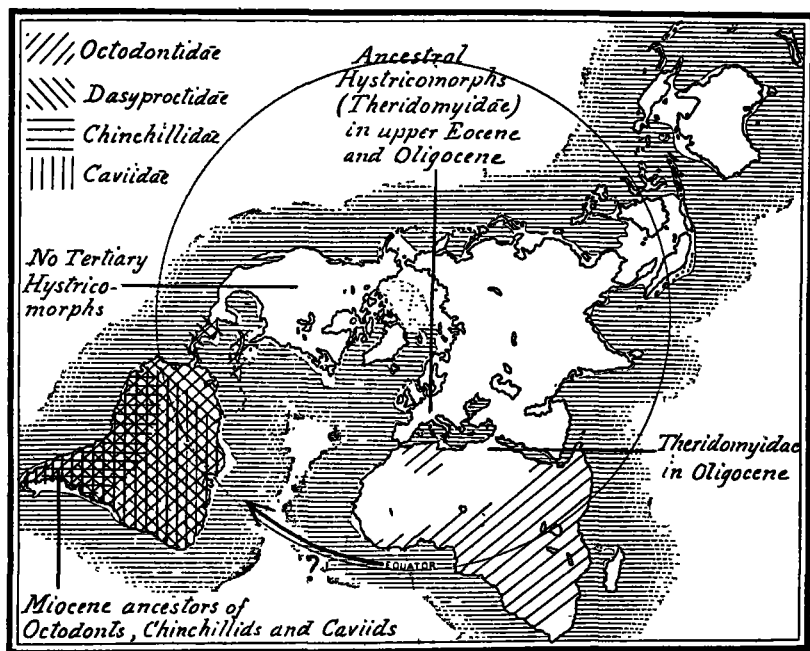 Octodontidae
Dasyproctidae
Chinchillidae
Caviidae
Ancestral
Hystricomorphs
(Theridomyidae)
in upper Eocene
and Oligocene
No Tertiary
Hystrico-
morphs
Theridomyidae
in Oligocene
?
EQUATOR
Miocene ancestors of
Octodonts, Chinchillids and Caviids